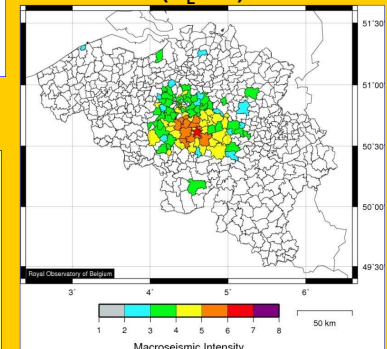 51˚30'
51˚00'
50˚30'
50˚00'
49˚30'
Royal Observatory of Belgium
3˚ 4˚ 5˚ 6˚
1 2 3 4 5 6 7 8
50 km
Macroseismic Intensity